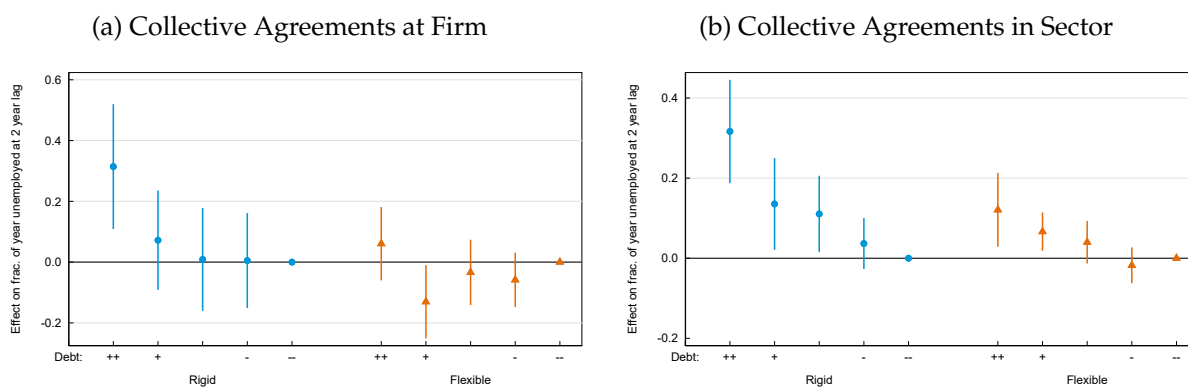 (a) Collective Agreements at Firm
Effect on frac. of year unemployed at 2 year lag
0.6
0.4
0.2
0.0
-0.2
Debt: ++ + - -- ++ + - --
Rigid Flexible
(b) Collective Agreements in Sector
Effect on frac. of year unemployed at 2 year lag
0.4
0.2
0.0
-0.2
Debt: ++ + - -- ++ + - --
Rigid Flexible